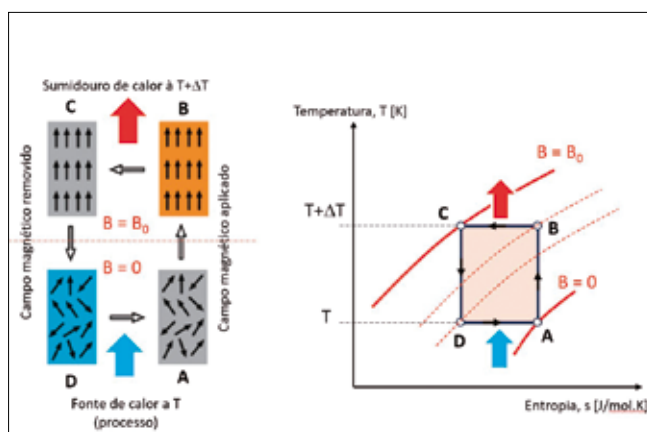 Sumidouro de calor à T+ΔT
C
B
Campo magnético removido
B = B₀
B = 0
Campo magnético aplicado
D
A
Fonte de calor a T
(processo)
Temperatura, T [K]
B = B₀
T+ΔT
C
B
B = 0
T
D
A
Entropia, s [J/mol.K]